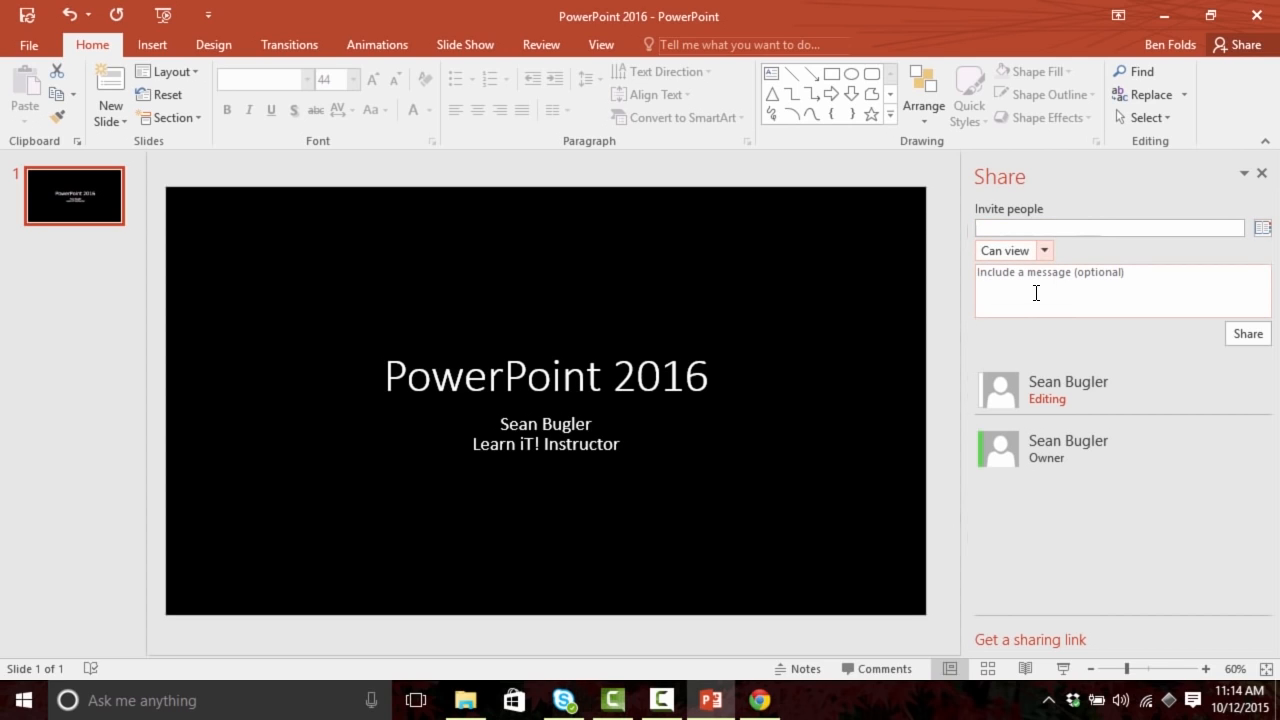 PowerPoint 2016 - PowerPoint
File Home Insert Design Transitions Animations Slide Show Review View Tell me what you want to do... Ben Folds Share
Paste
Clipboard
New Slide
Layout
Reset
Section
Slides
44
B I U S abc AV Aa A
Font
Text Direction
Align Text
Convert to SmartArt
Paragraph
Arrange
Quick Styles
Shape Fill
Shape Outline
Shape Effects
Drawing
Find
Replace
Select
Editing
1
PowerPoint 2016
PowerPoint 2016
Sean Bugler
Learn iT! Instructor
Share
Invite people
Can view
Include a message (optional)
Share
Sean Bugler
Editing
Sean Bugler
Owner
Get a sharing link
Slide 1 of 1 Notes Comments 60%
Ask me anything
11:14 AM
10/12/2015